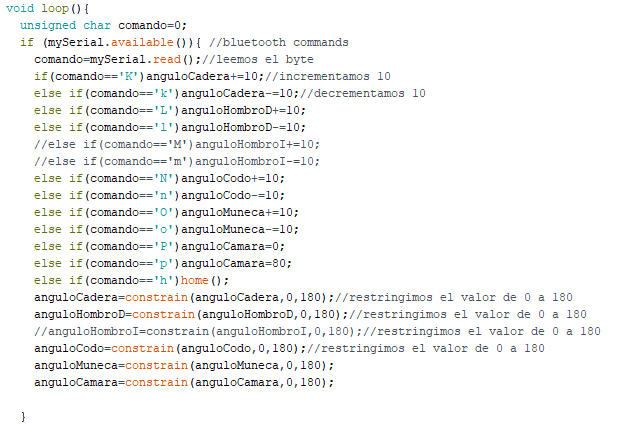 void loop(){
  unsigned char comando=0;
  if (mySerial.available()){ //bluetooth commands
    comando=mySerial.read();//leemos el byte
    if(comando=='K')anguloCadera+=10;//incrementamos 10
    else if(comando=='k')anguloCadera-=10;//decrementamos 10
    else if(comando=='L')anguloHombroD+=10;
    else if(comando=='l')anguloHombroD-=10;
    //else if(comando=='M')anguloHombroI+=10;
    //else if(comando=='m')anguloHombroI-=10;
    else if(comando=='N')anguloCodo+=10;
    else if(comando=='n')anguloCodo-=10;
    else if(comando=='O')anguloMuneca+=10;
    else if(comando=='o')anguloMuneca-=10;
    else if(comando=='P')anguloCamara=0;
    else if(comando=='p')anguloCamara=80;
    else if(comando=='h')home();
    anguloCadera=constrain(anguloCadera,0,180);//restringimos el valor de 0 a 180
    anguloHombroD=constrain(anguloHombroD,0,180);//restringimos el valor de 0 a 180
    //anguloHombroI=constrain(anguloHombroI,0,180);//restringimos el valor de 0 a 180
    anguloCodo=constrain(anguloCodo,0,180);//restringimos el valor de 0 a 180
    anguloMuneca=constrain(anguloMuneca,0,180);
    anguloCamara=constrain(anguloCamara,0,180);
  }